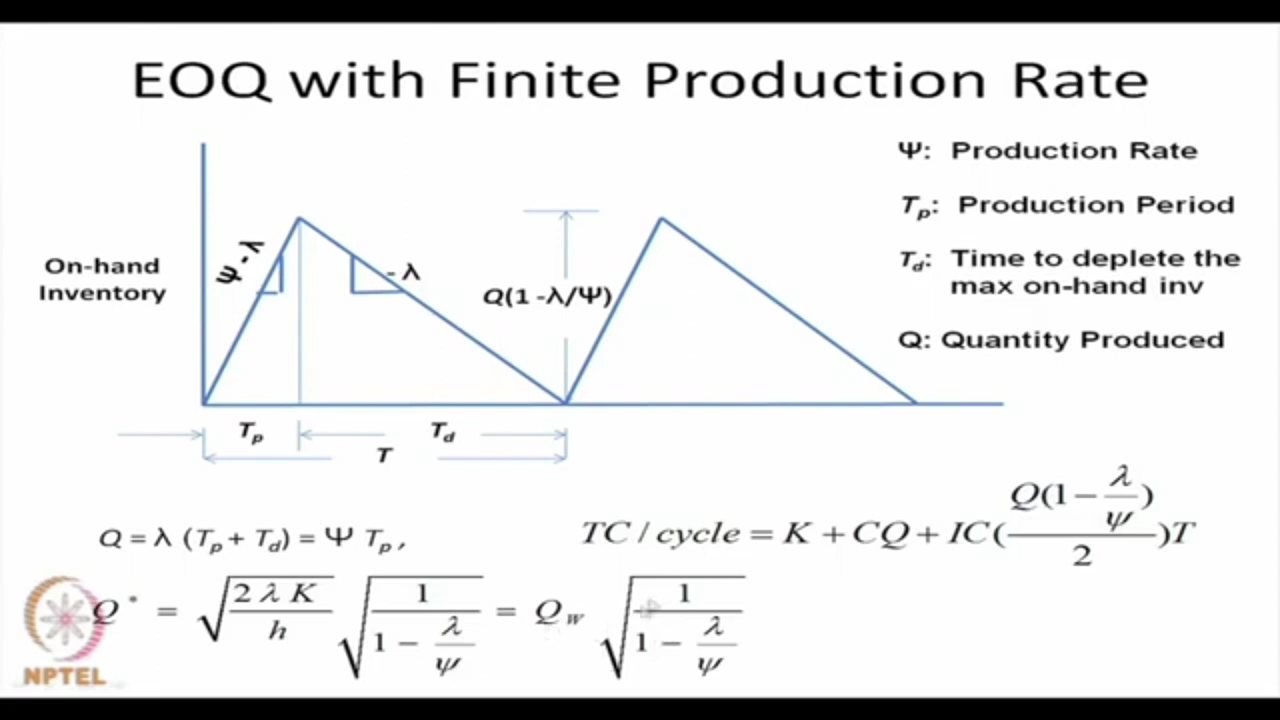 EOQ with Finite Production Rate
Ψ: Production Rate
Tp: Production Period
Td: Time to deplete the
max on-hand inv
Q: Quantity Produced
On-hand
Inventory
Ψ - λ
- λ
Q(1 -λ/Ψ)
Tp
Td
T
Q = λ (Tp + Td) = Ψ Tp ,
TC / cycle = K + CQ + IC(Q(1 − λ/ψ)/2)T
Q* = √(2 λ K / h) √(1 / (1 − λ/ψ)) = Qw √(1 / (1 − λ/ψ))
NPTEL